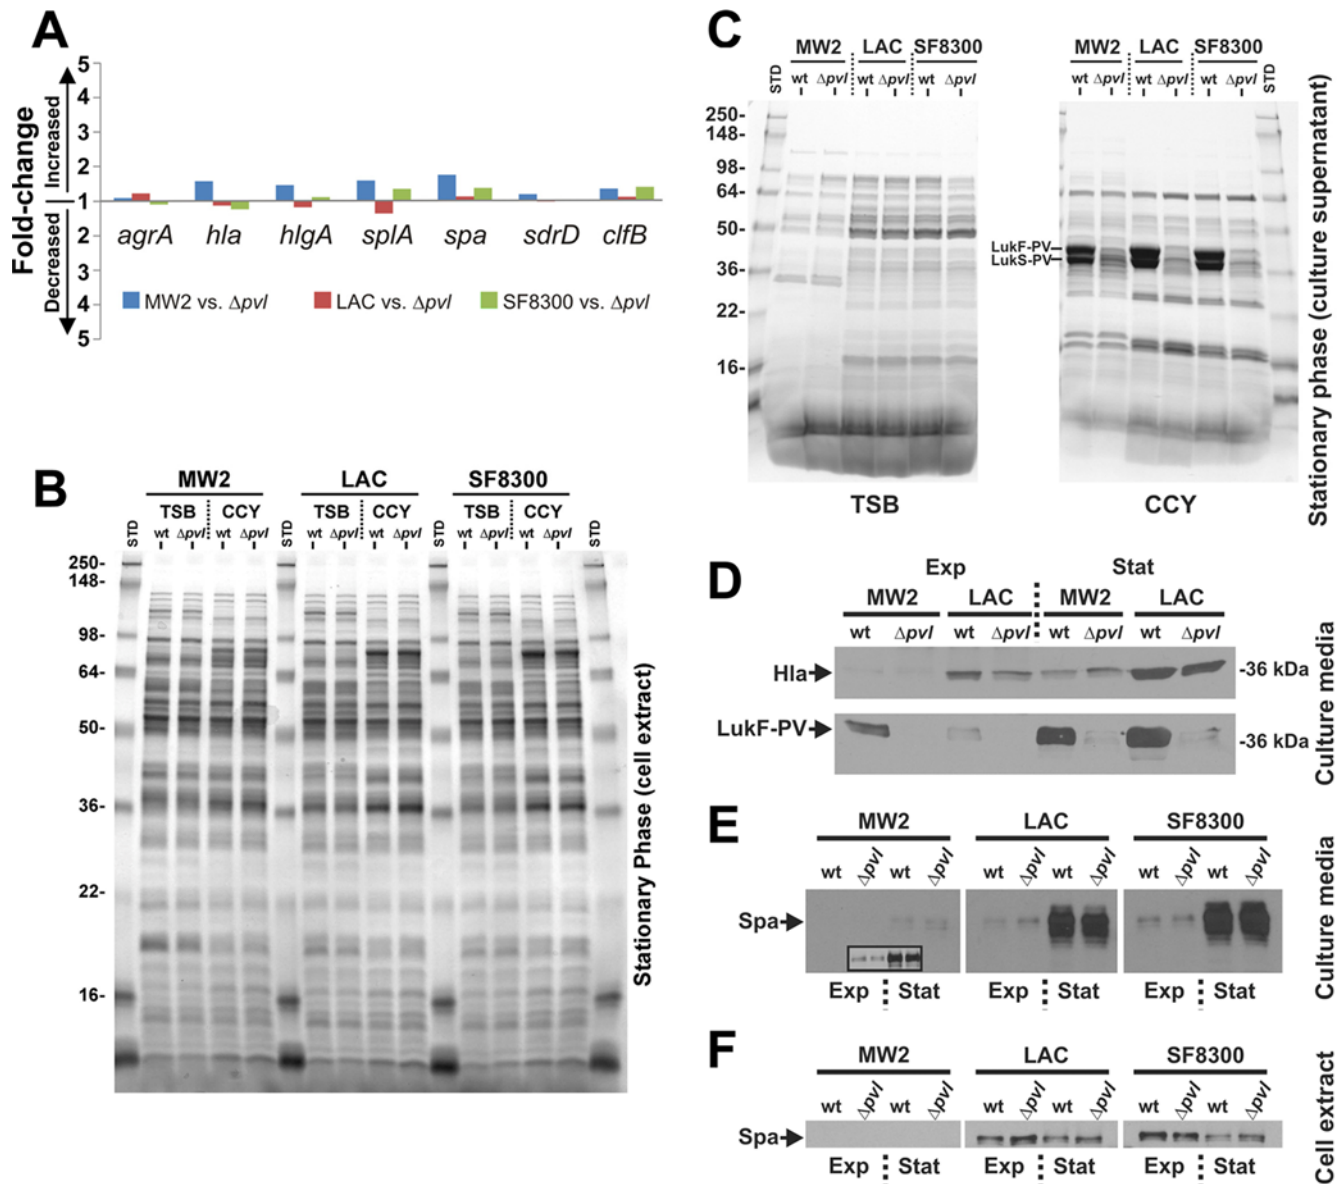 A
5
4
3
2
1
2
3
4
5
Fold-change
Increased
Decreased
agrA hla hlgA splA spa sdrD clfB
MW2 vs. Δpvl LAC vs. Δpvl SF8300 vs. Δpvl
B
MW2 LAC SF8300
TSB CCY TSB CCY TSB CCY
STD wt Δpvl wt Δpvl STD wt Δpvl wt Δpvl STD wt Δpvl wt Δpvl STD
250-
148-
98-
64-
50-
36-
22-
16-
Stationary Phase (cell extract)
C
MW2 LAC SF8300
STD wt Δpvl wt Δpvl wt Δpvl
250-
148-
98-
64-
50-
36-
22-
16-
TSB
MW2 LAC SF8300
wt Δpvl wt Δpvl wt Δpvl STD
LukF-PV
LukS-PV
CCY
Stationary phase (culture supernatant)
D
Exp Stat
MW2 LAC MW2 LAC
wt Δpvl wt Δpvl wt Δpvl wt Δpvl
Hla -36 kDa
LukF-PV -36 kDa
Culture media
E
MW2 LAC SF8300
wt Δpvl wt Δpvl wt Δpvl wt Δpvl wt Δpvl wt Δpvl
Spa
Exp Stat Exp Stat Exp Stat
Culture media
F
MW2 LAC SF8300
wt Δpvl wt Δpvl wt Δpvl wt Δpvl wt Δpvl wt Δpvl
Spa
Exp Stat Exp Stat Exp Stat
Cell extract